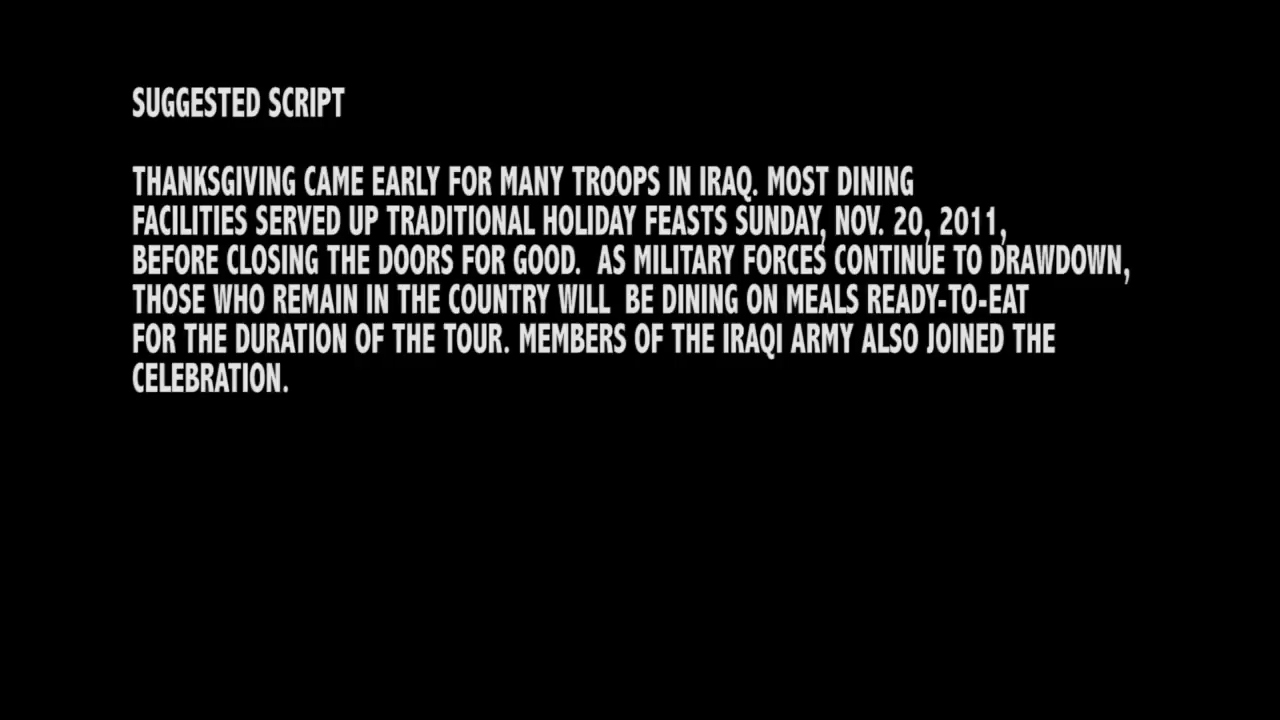 SUGGESTED SCRIPT
THANKSGIVING CAME EARLY FOR MANY TROOPS IN IRAQ. MOST DINING
FACILITIES SERVED UP TRADITIONAL HOLIDAY FEASTS SUNDAY, NOV. 20, 2011,
BEFORE CLOSING THE DOORS FOR GOOD.  AS MILITARY FORCES CONTINUE TO DRAWDOWN,
THOSE WHO REMAIN IN THE COUNTRY WILL  BE DINING ON MEALS READY-TO-EAT
FOR THE DURATION OF THE TOUR. MEMBERS OF THE IRAQI ARMY ALSO JOINED THE
CELEBRATION.